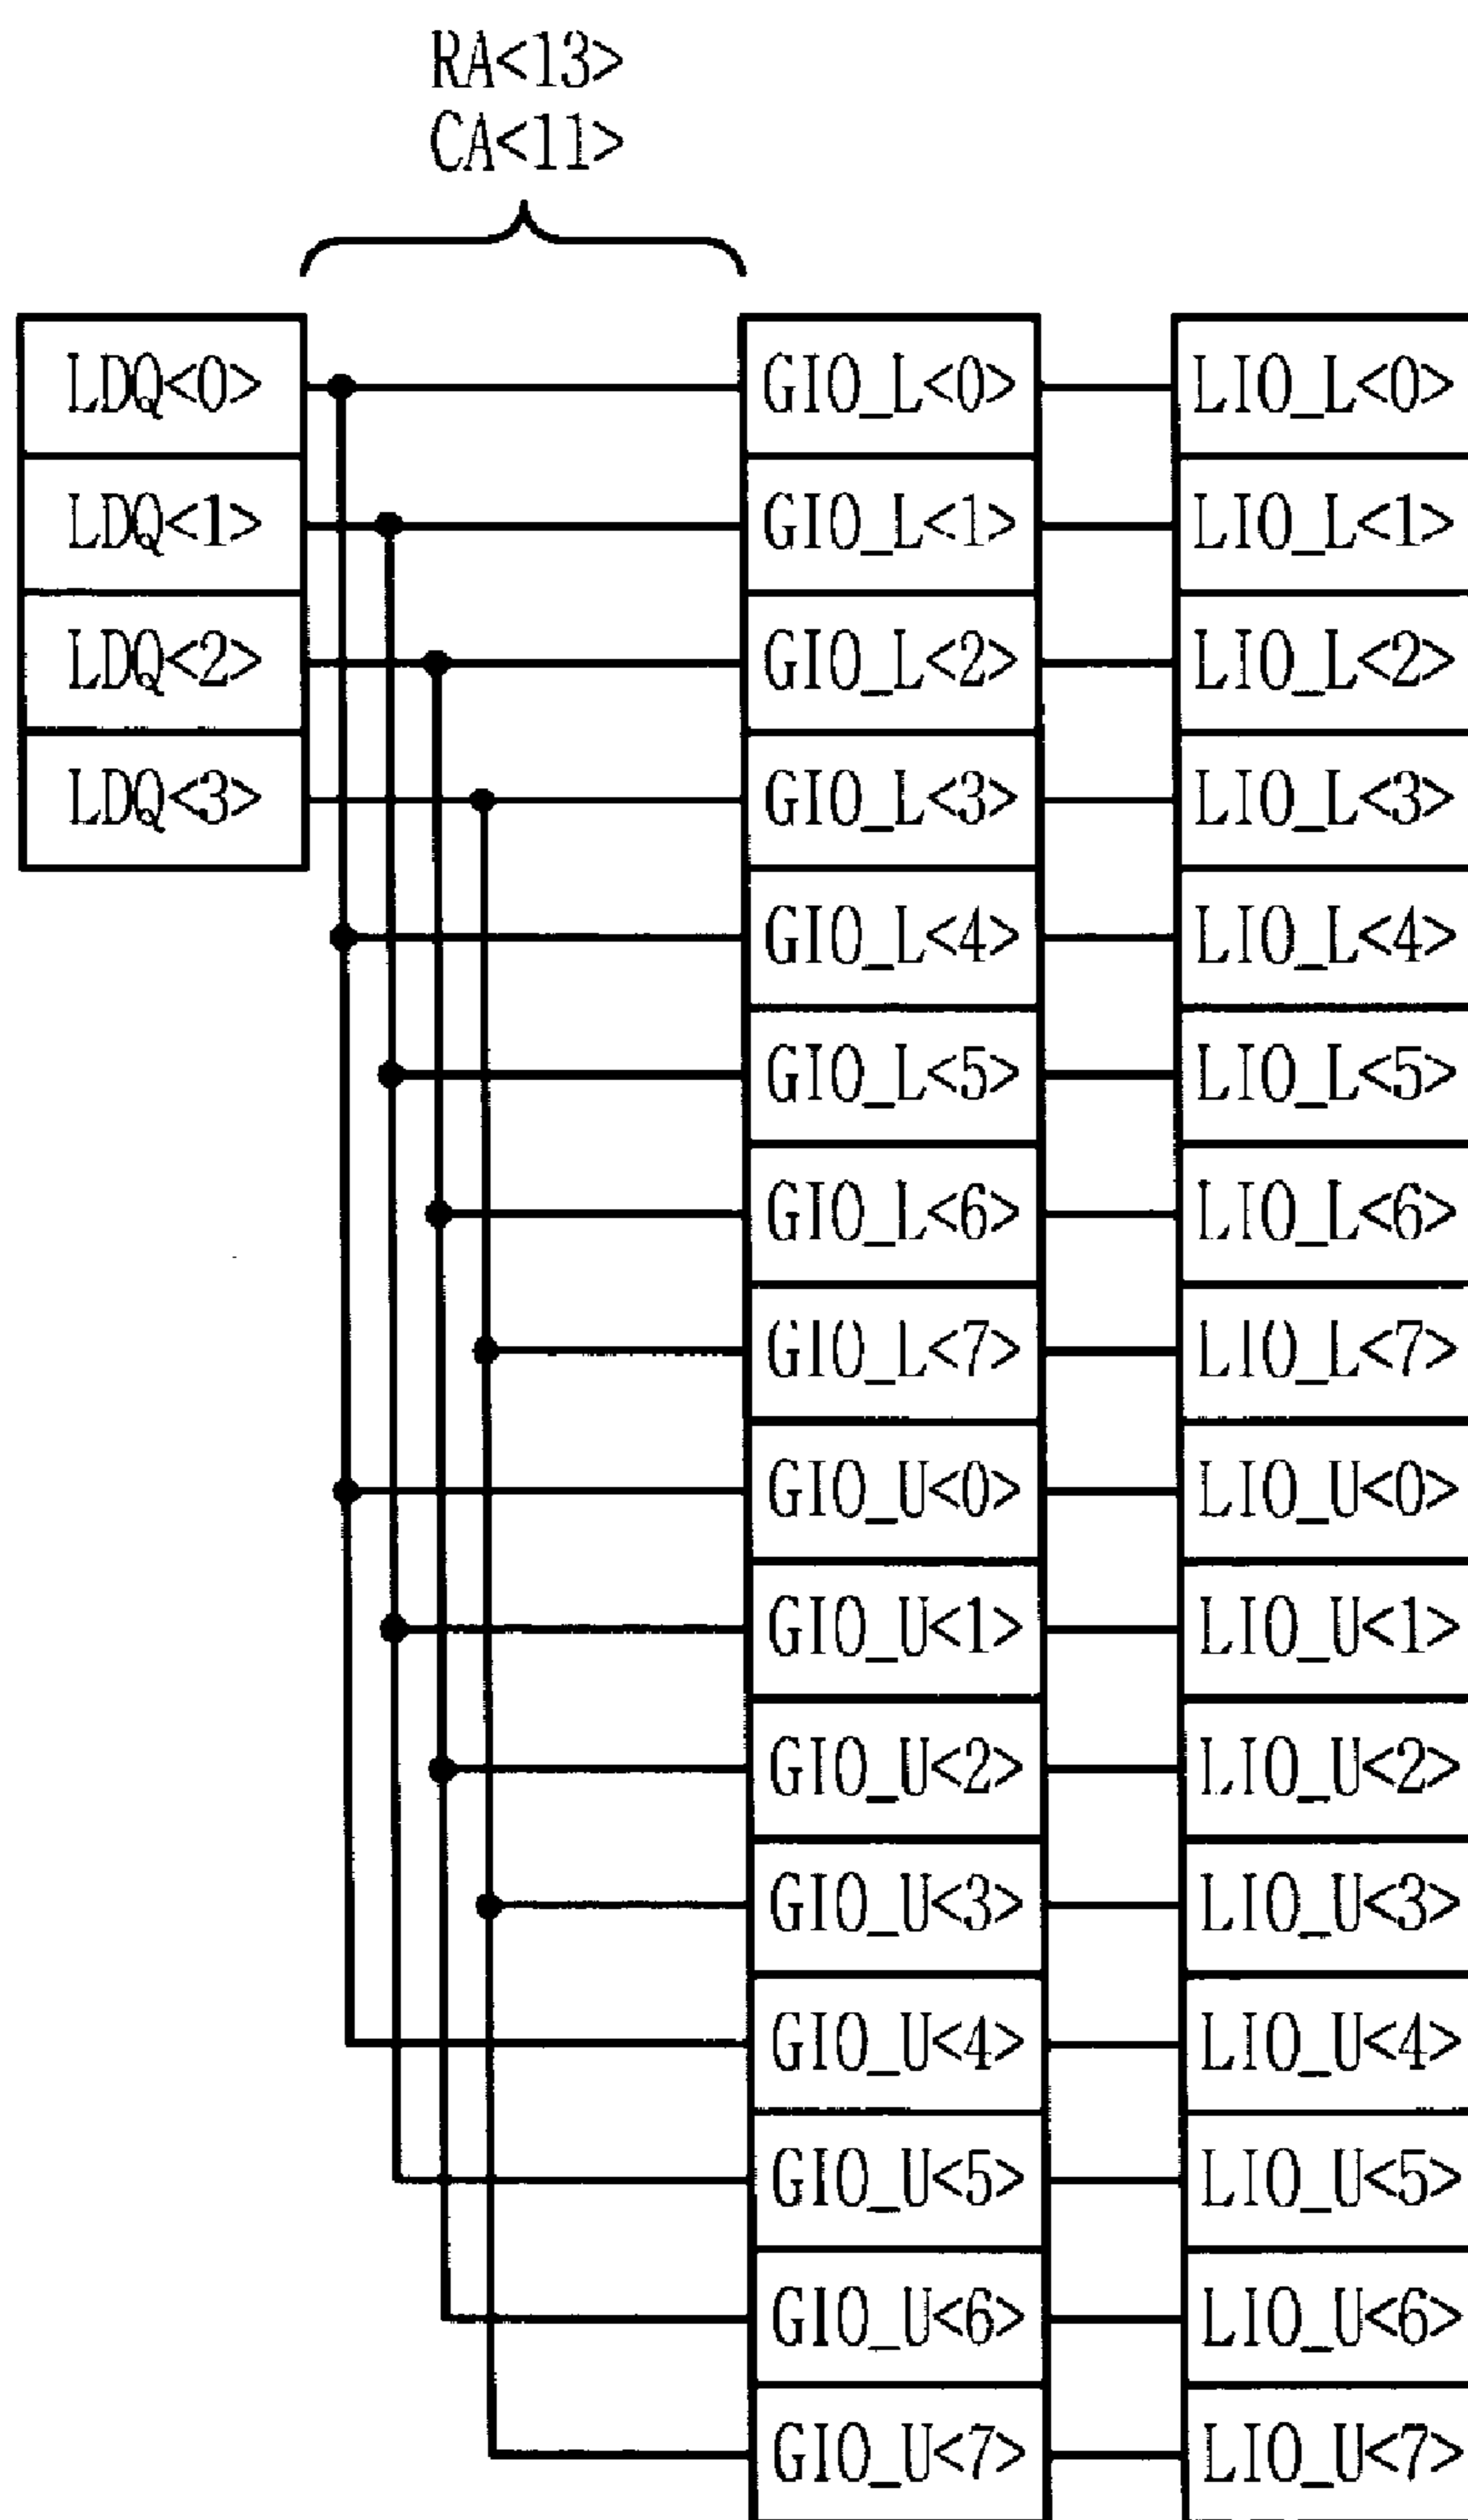 RA<13>
CA<11>
LDQ<0> GIO_L<0> LIO_L<0>
LDQ<1> GIO_L<1> LIO_L<1>
LDQ<2> GIO_L<2> LIO_L<2>
LDQ<3> GIO_L<3> LIO_L<3>
GIO_L<4> LIO_L<4>
GIO_L<5> LIO_L<5>
GIO_L<6> LIO_L<6>
GIO_L<7> LIO_L<7>
GIO_U<0> LIO_U<0>
GIO_U<1> LIO_U<1>
GIO_U<2> LIO_U<2>
GIO_U<3> LIO_U<3>
GIO_U<4> LIO_U<4>
GIO_U<5> LIO_U<5>
GIO_U<6> LIO_U<6>
GIO_U<7> LIO_U<7>